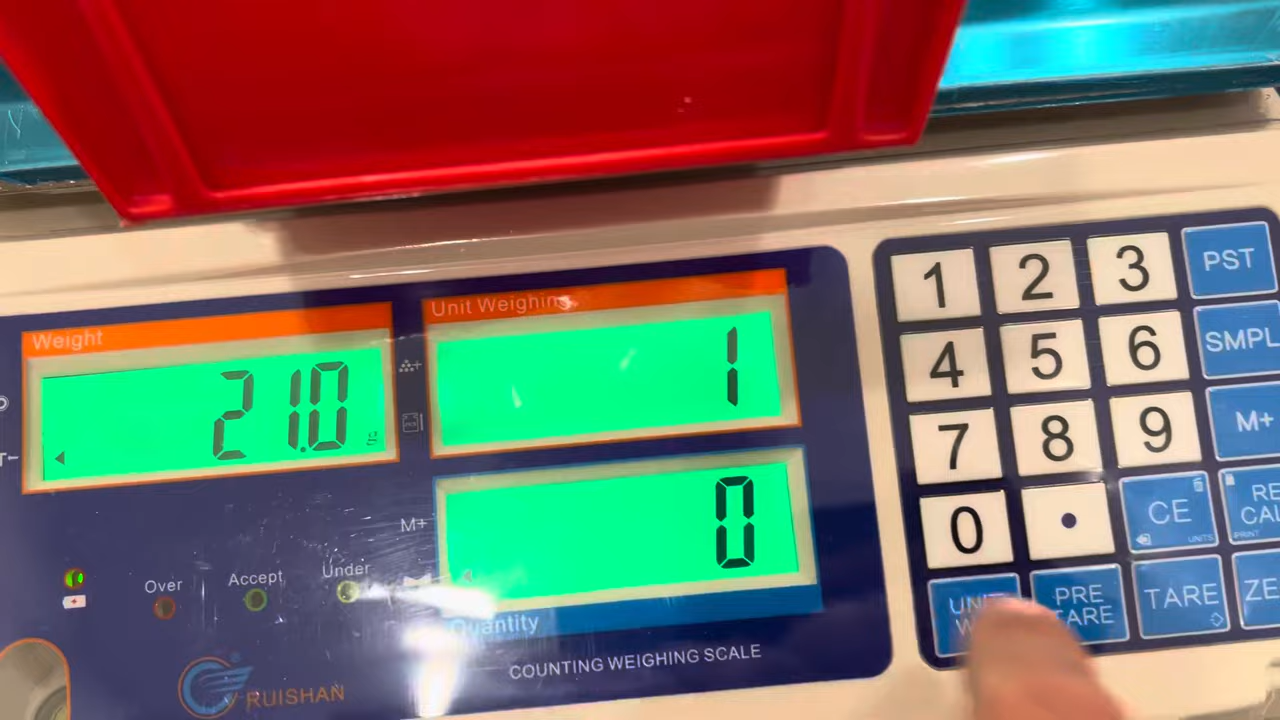 Weight
21.0
g
Unit Weighing
1
0
Quantity
T-
M+
Over
Accept
Under
RUISHAN
COUNTING WEIGHING SCALE
1 2 3 PST
4 5 6 SMPL
7 8 9 M+
0 . CE
UNITS
PRINT
PRE
TARE